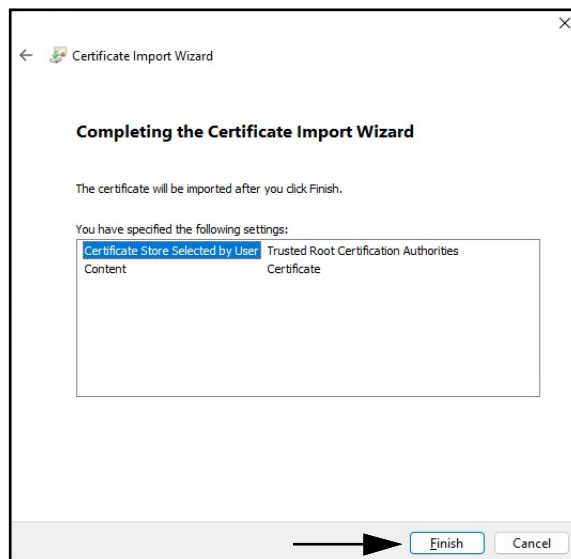 Certificate Import Wizard
Completing the Certificate Import Wizard
The certificate will be imported after you click Finish.
You have specified the following settings:
Certificate Store Selected by User Trusted Root Certification Authorities
Content Certificate
Finish Cancel